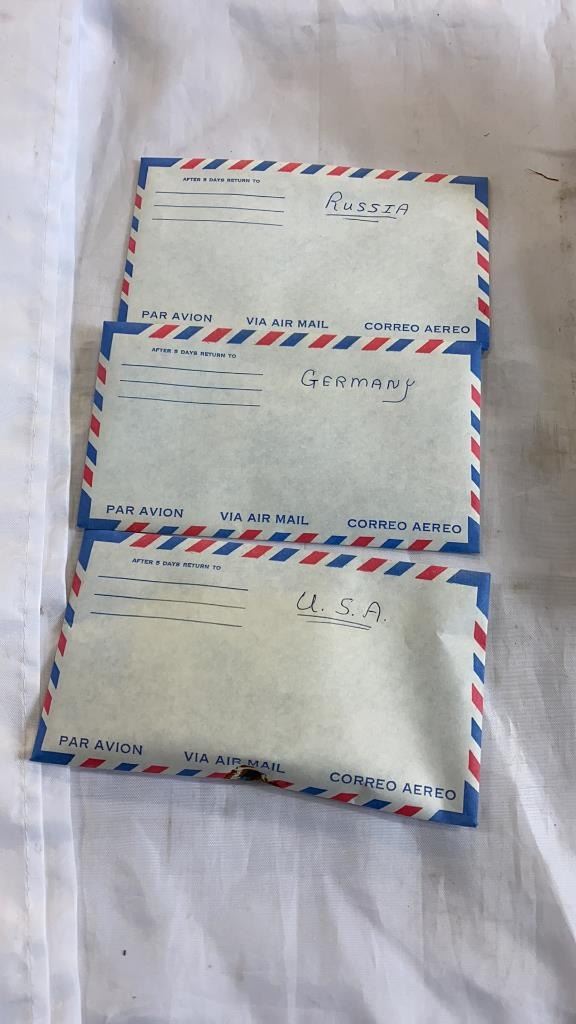 AFTER 5 DAYS RETURN TO
RUSSIA
PAR AVION VIA AIR MAIL CORREO AEREO
AFTER 5 DAYS RETURN TO
GERMANY
PAR AVION VIA AIR MAIL CORREO AEREO
AFTER 5 DAYS RETURN TO
U. S. A.
PAR AVION VIA AIR MAIL CORREO AEREO